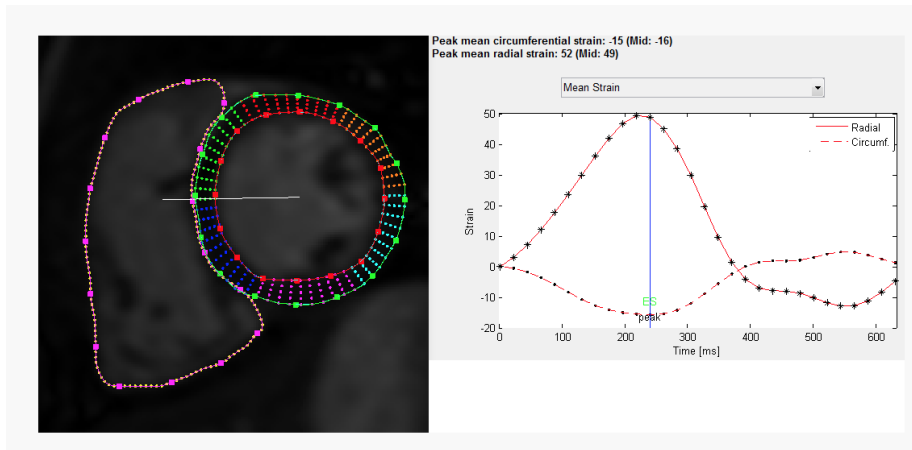 Peak mean circumferential strain: -15 (Mid: -16)
Peak mean radial strain: 52 (Mid: 49)
Mean Strain
50
40
30
20
10
0
-10
-20
Strain
Radial
Circumf.
ES
peak
0 100 200 300 400 500 600
Time [ms]